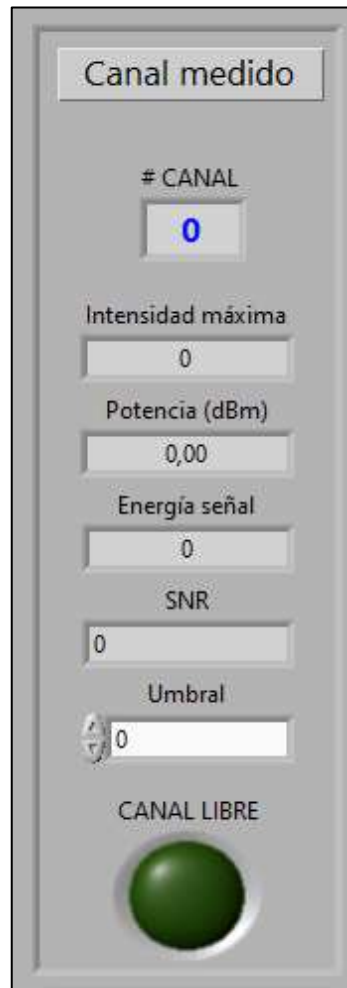 Canal medido
# CANAL
0
Intensidad máxima
0
Potencia (dBm)
0,00
Energía señal
0
SNR
0
Umbral
0
CANAL LIBRE